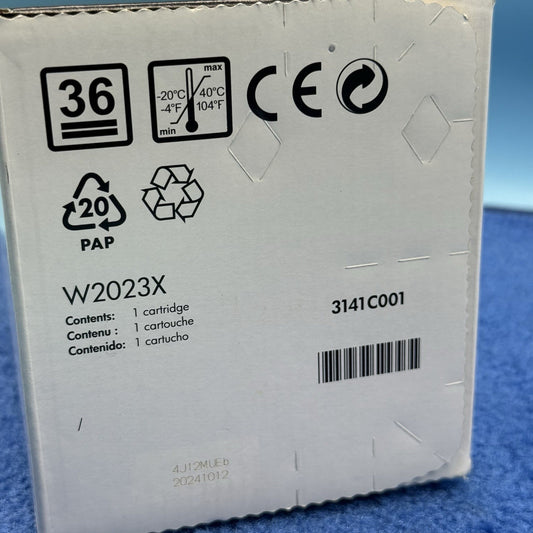 36
max
-20°C
-4°F
40°C
104°F
min
CE
20
PAP
W2023X
Contents: 1 cartridge
Contenu : 1 cartouche
Contenido: 1 cartucho
3141C001
/
4J12MUEb
20241012